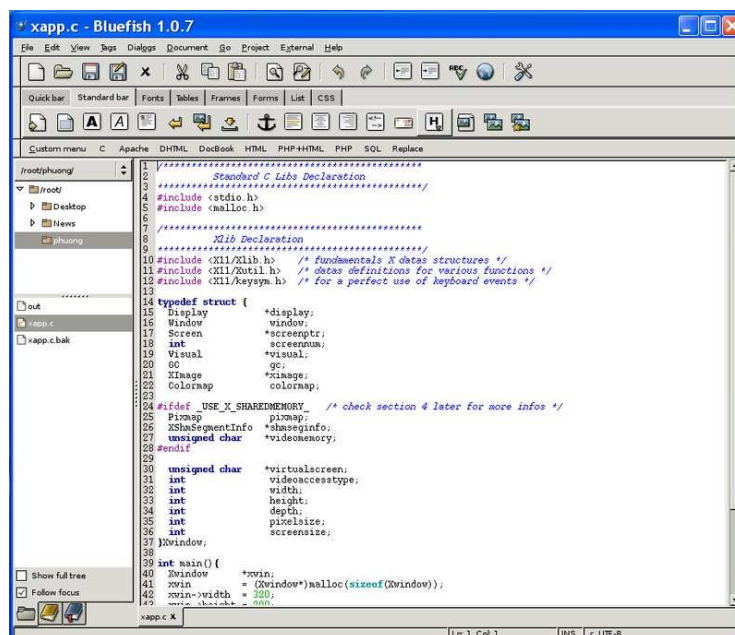 xapp.c - Bluefish 1.0.7
File Edit View Tags Dialogs Document Go Project External Help
Quick bar Standard bar Fonts Tables Frames Forms List CSS
Custom menu C Apache DHTML DocBook HTML PHP+HTML PHP SQL Replace
/root/phuong/
/root/
Desktop
News
phuong
out
xapp.c
xapp.c.bak
Show full tree
Follow focus
1 /***********************************************
2 Standard C Libs Declaration
3 ************************************************/
4 #include <stdio.h>
5 #include <malloc.h>
6
7 /***********************************************
8 Xlib Declaration
9 ************************************************/
10 #include <X11/Xlib.h> /* fundamentals X datas structures */
11 #include <X11/Xutil.h> /* datas definitions for various functions */
12 #include <X11/keysym.h> /* for a perfect use of keyboard events */
13
14 typedef struct {
15 Display *display;
16 Window window;
17 Screen *screenptr;
18 int screennum;
19 Visual *visual;
20 GC gc;
21 XImage *ximage;
22 Colormap colormap;
23
24 #ifdef _USE_X_SHAREDMEMORY_ /* check section 4 later for more infos */
25 Pixmap pixmap;
26 XShmSegmentInfo *shmseginfo;
27 unsigned char *videomemory;
28 #endif
29
30 unsigned char *virtualscreen;
31 int videoaccesstype;
32 int width;
33 int height;
34 int depth;
35 int pixelsize;
36 int screensize;
37 }Xwindow;
38
39 int main(){
40 Xwindow *xwin;
41 xwin = (Xwindow*)malloc(sizeof(Xwindow));
42 xwin->width = 320;
43 xwin->height = 200;
xapp.c X
Ln: 1, Col: 1 INS c, UTF-8